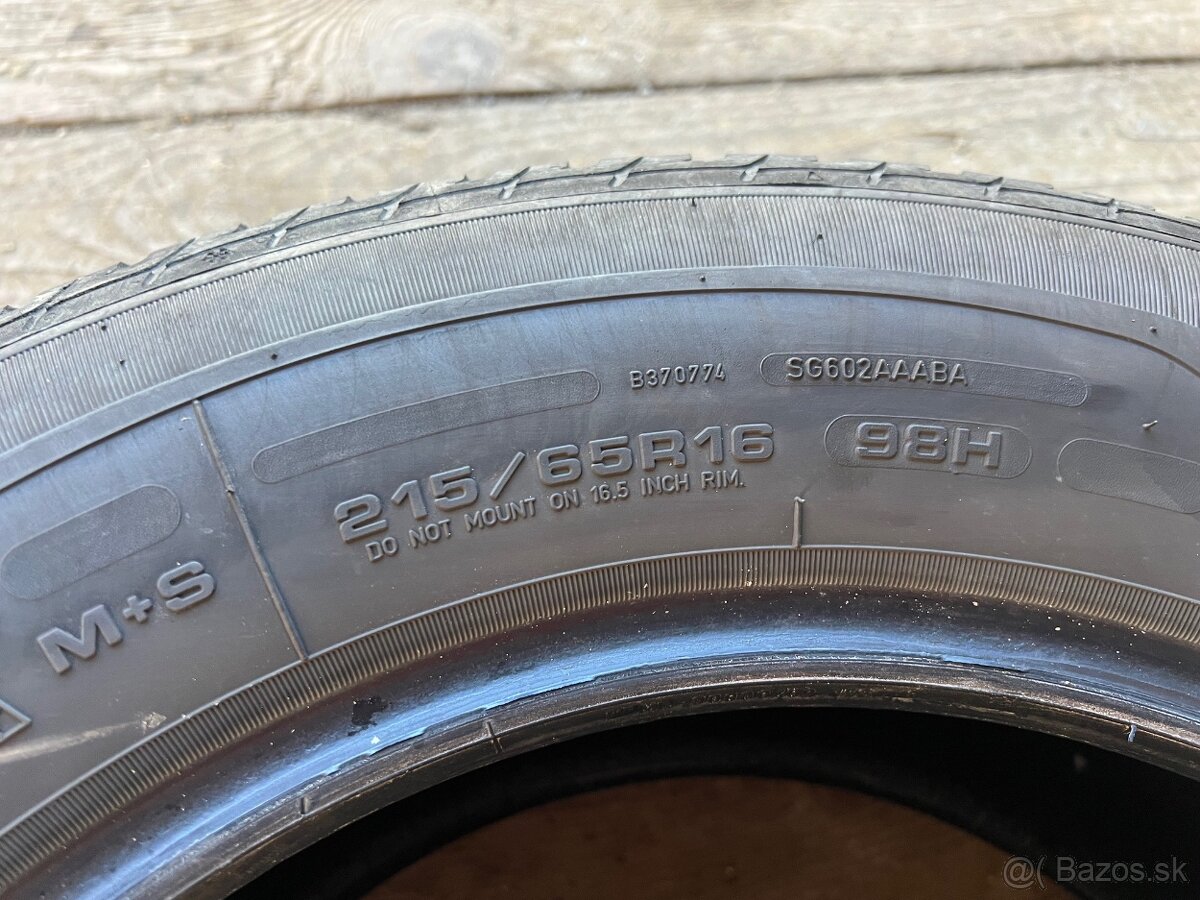 B370774 SG602AAABA
215/65R16 98H
DO NOT MOUNT ON 16.5 INCH RIM.
M+S
@( Bazos.sk